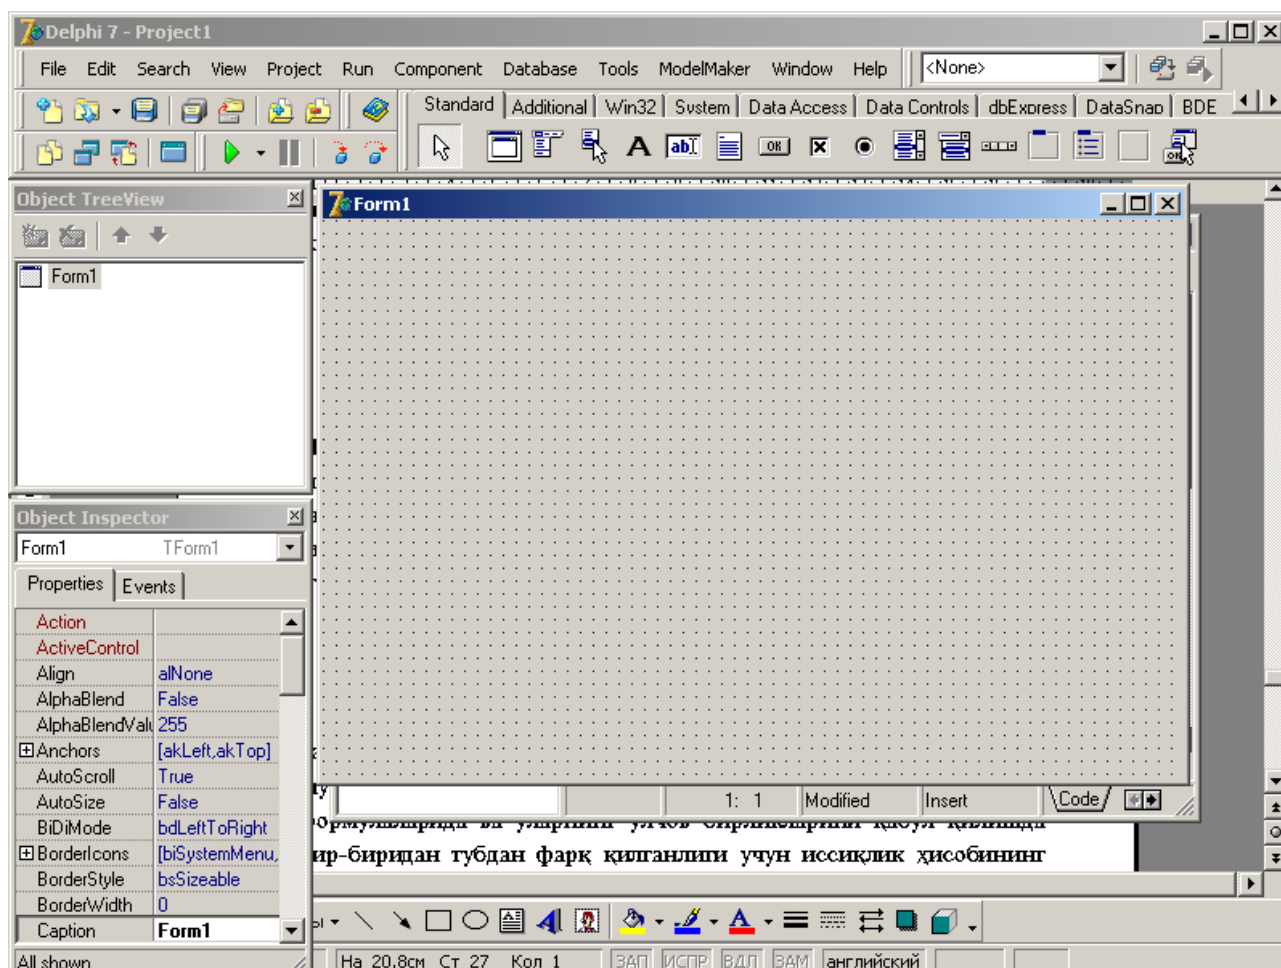 Delphi 7 - Project1
File Edit Search View Project Run Component Database Tools ModelMaker Window Help <None>
Standard Additional Win32 System Data Access Data Controls dbExpress DataSnap BDE
Object TreeView
Form1
Form1
Object Inspector
Form1 TForm1
Properties Events
Action
ActiveControl
Align alNone
AlphaBlend False
AlphaBlendValu 255
Anchors [akLeft,akTop]
AutoScroll True
AutoSize False
BiDiMode bdLeftToRight
BorderIcons [biSystemMenu,
BorderStyle bsSizeable
BorderWidth 0
Caption Form1
All shown
1: 1 Modified Insert Code
ир-биридан тубдан фарқ қилганлиги учун иссиқлик ҳисобининг
На 20,8см Ст 27 Кол 1 ЗАП ИСПР ВДЛ ЗАМ английский